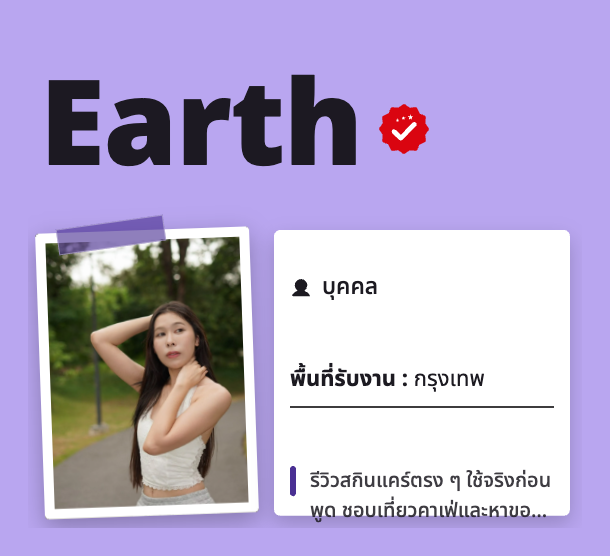 Earth
บุคคล
พื้นที่รับงาน : กรุงเทพ
รีวิวสกินแคร์ตรง ๆ ใช้จริงก่อน
พูด ชอบเที่ยวคาเฟ่และหาขอ...